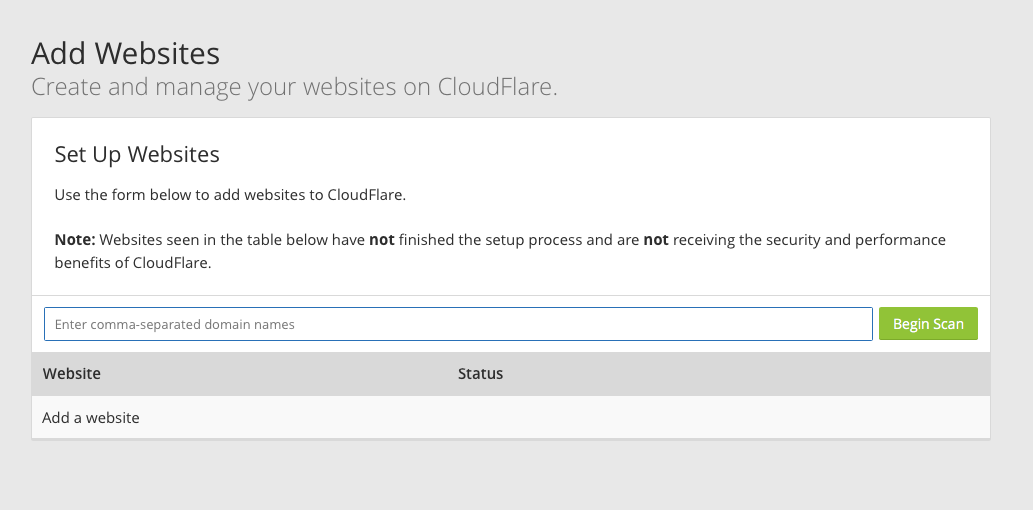 Add Websites
Create and manage your websites on CloudFlare.
Set Up Websites
Use the form below to add websites to CloudFlare.
Note: Websites seen in the table below have not finished the setup process and are not receiving the security and performance
benefits of CloudFlare.
Enter comma-separated domain names
Begin Scan
Website Status
Add a website